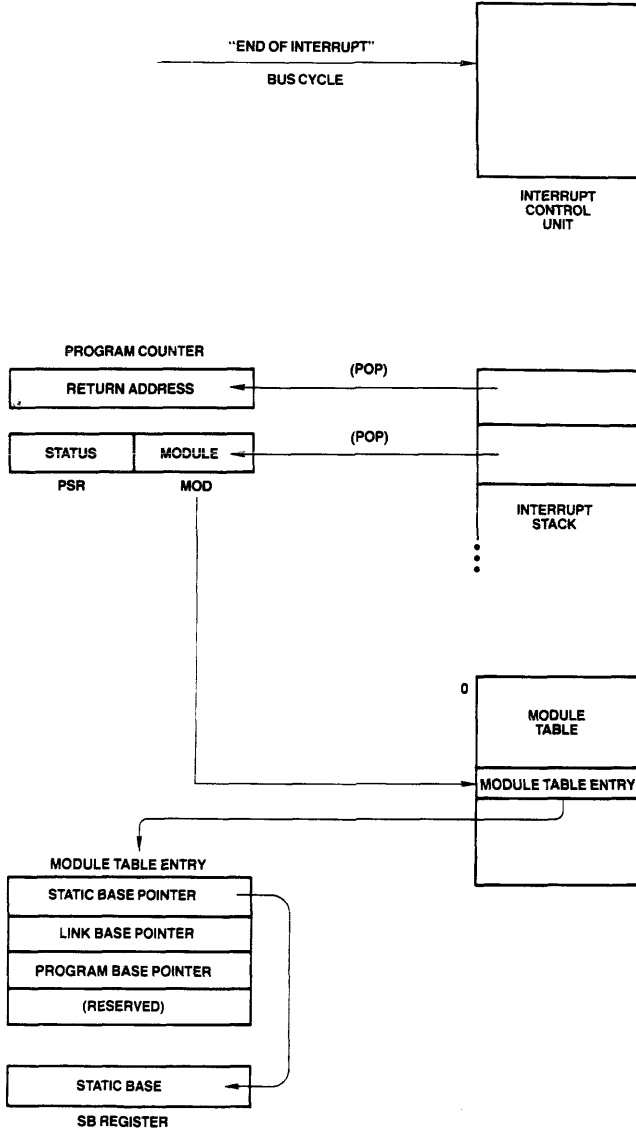 "END OF INTERRUPT"
BUS CYCLE
INTERRUPT
CONTROL
UNIT
PROGRAM COUNTER
RETURN ADDRESS
(POP)
STATUS
MODULE
(POP)
PSR
MOD
INTERRUPT
STACK
0
MODULE
TABLE
MODULE TABLE ENTRY
MODULE TABLE ENTRY
STATIC BASE POINTER
LINK BASE POINTER
PROGRAM BASE POINTER
(RESERVED)
STATIC BASE
SB REGISTER